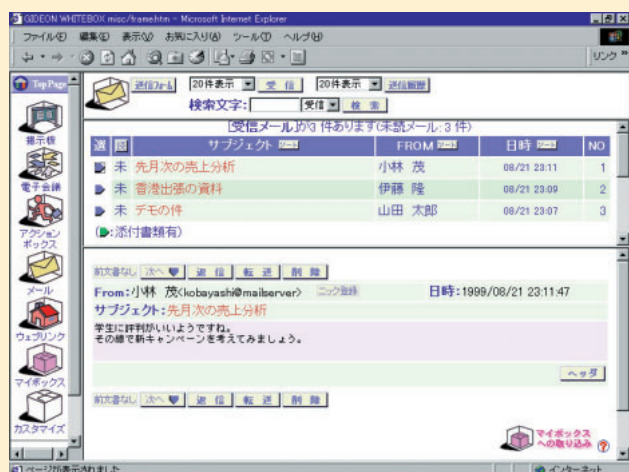 GIDEON WHITEBOX misc/frame.htm - Microsoft Internet Explorer
ファイル(F) 編集(E) 表示(V) お気に入り(A) ツール(T) ヘルプ(H)
リンク »
Top Page
掲示板
電子会議
アクション
ボックス
メール
ウェブリンク
マイボックス
カスタマイズ
送信フォーム 20件表示 受 信 20件表示 送信履歴
検索文字: 受信 検 索
[受信メール]が3 件あります(未読メール: 3 件)
選 サブジェクト ソート FROM ソート 日時 ソート NO
未 先月次の売上分析 小林 茂 08/21 23:11 1
未 香港出張の資料 伊藤 隆 08/21 23:09 2
未 デモの件 山田 太郎 08/21 23:07 3
(:添付書類有)
前文書なし 次へ 返 信 転 送 削 除
From:小林 茂<kobayashi@mailserver> ニック登録 日時:1999/08/21 23:11:47
サブジェクト:先月次の売上分析
学生に評判がいいようですね。
その線で新キャンペーンを考えてみましょう。
ヘッダ
前文書なし 次へ 返 信 転 送 削 除
マイボックス
への取り込み ?
ページが表示されました インターネット